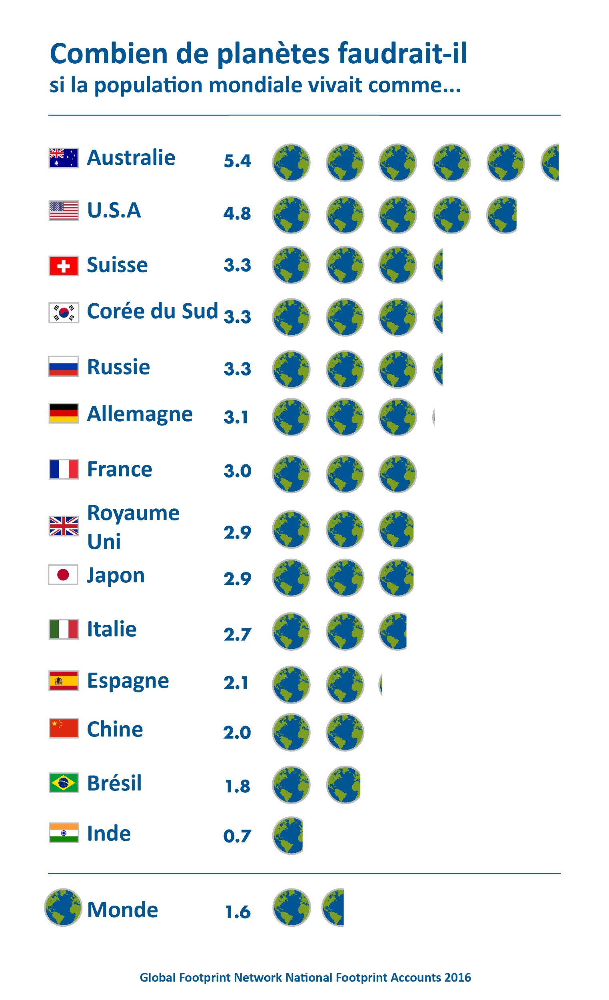 Combien de planètes faudrait-il
si la population mondiale vivait comme...
Australie 5.4
U.S.A 4.8
Suisse 3.3
Corée du Sud 3.3
Russie 3.3
Allemagne 3.1
France 3.0
Royaume
Uni 2.9
Japon 2.9
Italie 2.7
Espagne 2.1
Chine 2.0
Brésil 1.8
Inde 0.7
Monde 1.6
Global Footprint Network National Footprint Accounts 2016